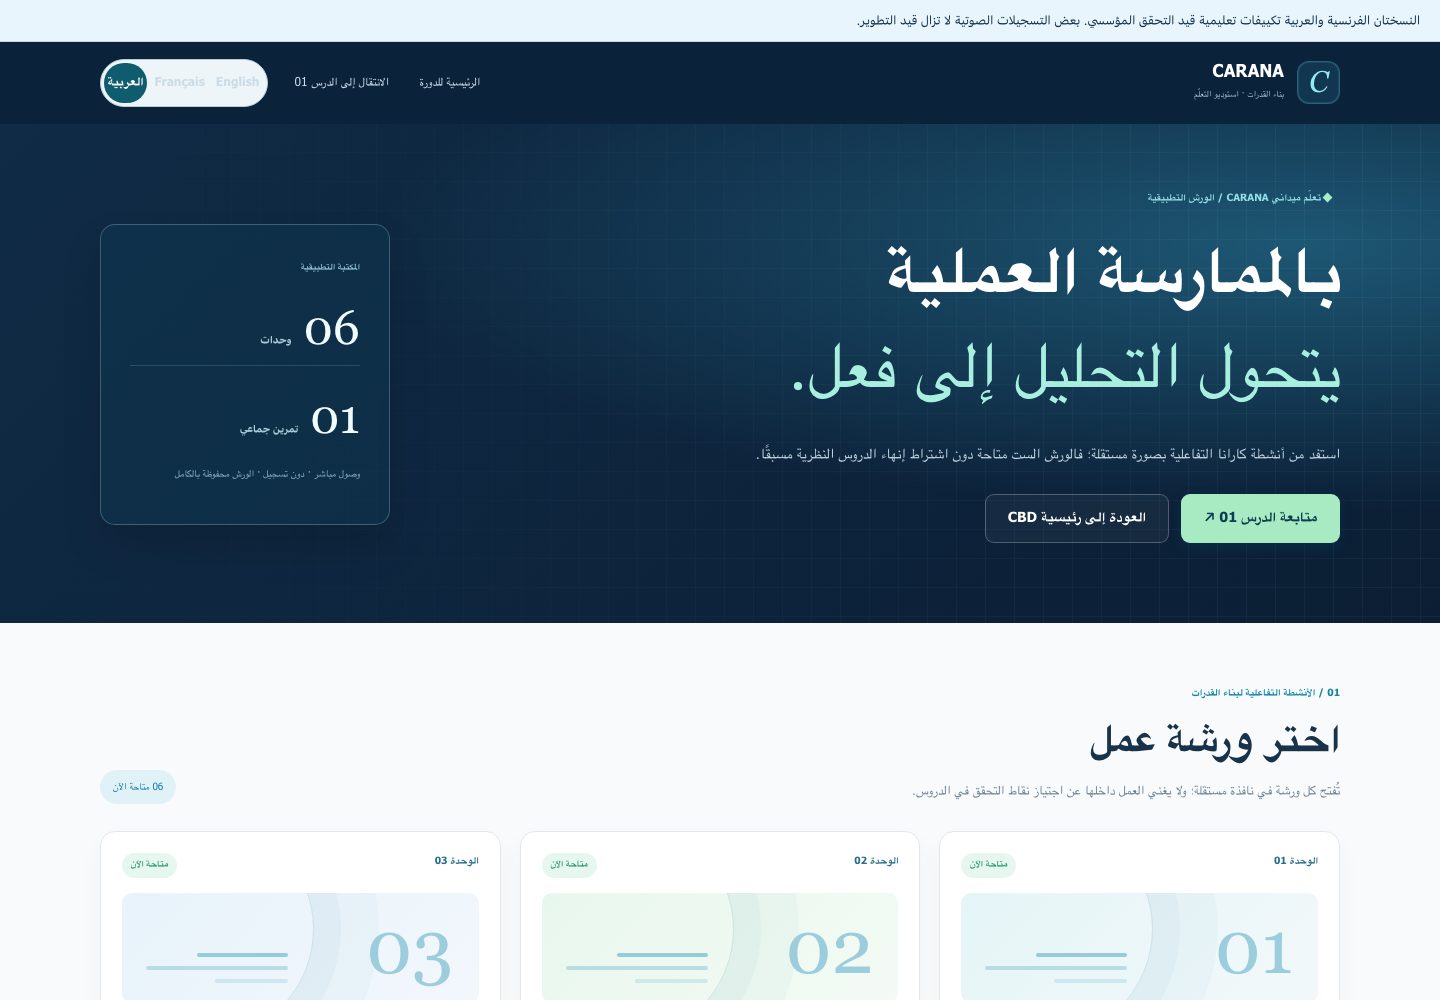 النسختان الفرنسية والعربية تكييفات تعليمية قيد التحقق المؤسسي. بعض التسجيلات الصوتية لا تزال قيد التطوير.
C
CARANA
بناء القدرات · استوديو التعلّم
الرئيسية للدورة
الانتقال إلى الدرس 01
English
Français
العربية
◆ تعلّم ميداني CARANA / الورش التطبيقية
بالممارسة العملية
يتحول التحليل إلى فعل.
استفد من أنشطة كارانا التفاعلية بصورة مستقلة؛ فالورش الست متاحة دون اشتراط إنهاء الدروس النظرية مسبقًا.
متابعة الدرس 01 ↗
العودة إلى رئيسية CBD
المكتبة التطبيقية
06 وحدات
01 تمرين جماعي
وصول مباشر · دون تسجيل · الورش محفوظة بالكامل
01 / الأنشطة التفاعلية لبناء القدرات
اختر ورشة عمل
تُفتح كل ورشة في نافذة مستقلة؛ ولا يغني العمل داخلها عن اجتياز نقاط التحقق في الدروس.
06 متاحة الآن
الوحدة 01
متاحة الآن
01
الوحدة 02
متاحة الآن
02
الوحدة 03
متاحة الآن
03